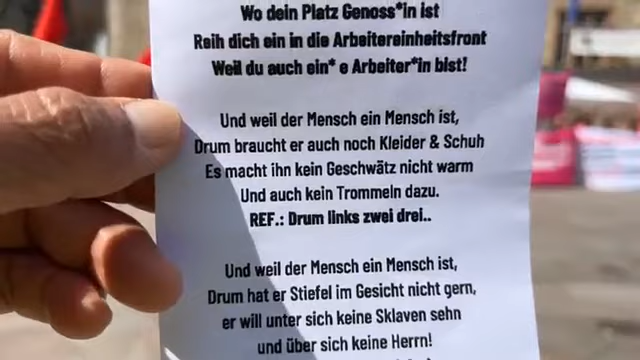 Wo dein Platz Genoss*in ist
Reih dich ein in die Arbeitereinheitsfront
Weil du auch ein* e Arbeiter*in bist!
Und weil der Mensch ein Mensch ist,
Drum braucht er auch noch Kleider & Schuh
Es macht ihn kein Geschwätz nicht warm
Und auch kein Trommeln dazu.
REF.: Drum links zwei drei..
Und weil der Mensch ein Mensch ist,
Drum hat er Stiefel im Gesicht nicht gern,
er will unter sich keine Sklaven sehn
und über sich keine Herrn!